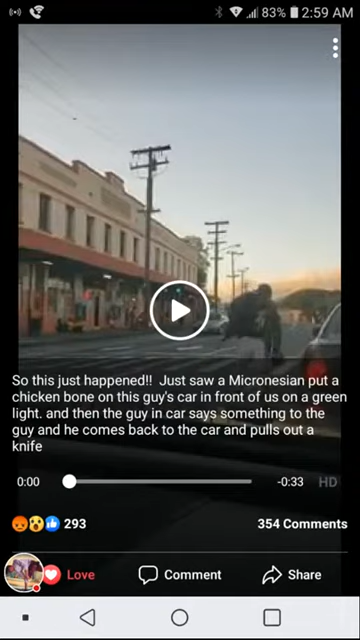 83% 2:59 AM
So this just happened!! Just saw a Micronesian put a
chicken bone on this guy's car in front of us on a green
light. and then the guy in car says something to the
guy and he comes back to the car and pulls out a
knife
0:00 -0:33 HD
293 354 Comments
Love Comment Share